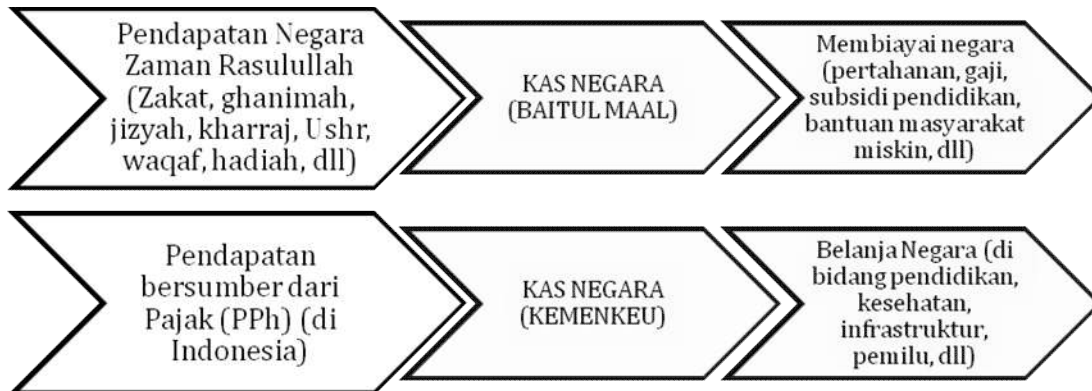 Pendapatan Negara
Zaman Rasulullah
(Zakat, ghanimah,
jizyah, kharraj, Ushr,
waqaf, hadiah, dll)
KAS NEGARA
(BAITUL MAAL)
Membiayai negara
(pertahanan, gaji,
subsidi pendidikan,
bantuan masyarakat
miskin, dll)
Pendapatan
bersumber dari
Pajak (PPh) (di
Indonesia)
KAS NEGARA
(KEMENKEU)
Belanja Negara (di
bidang pendidikan,
kesehatan,
infrastruktur,
pemilu, dll)